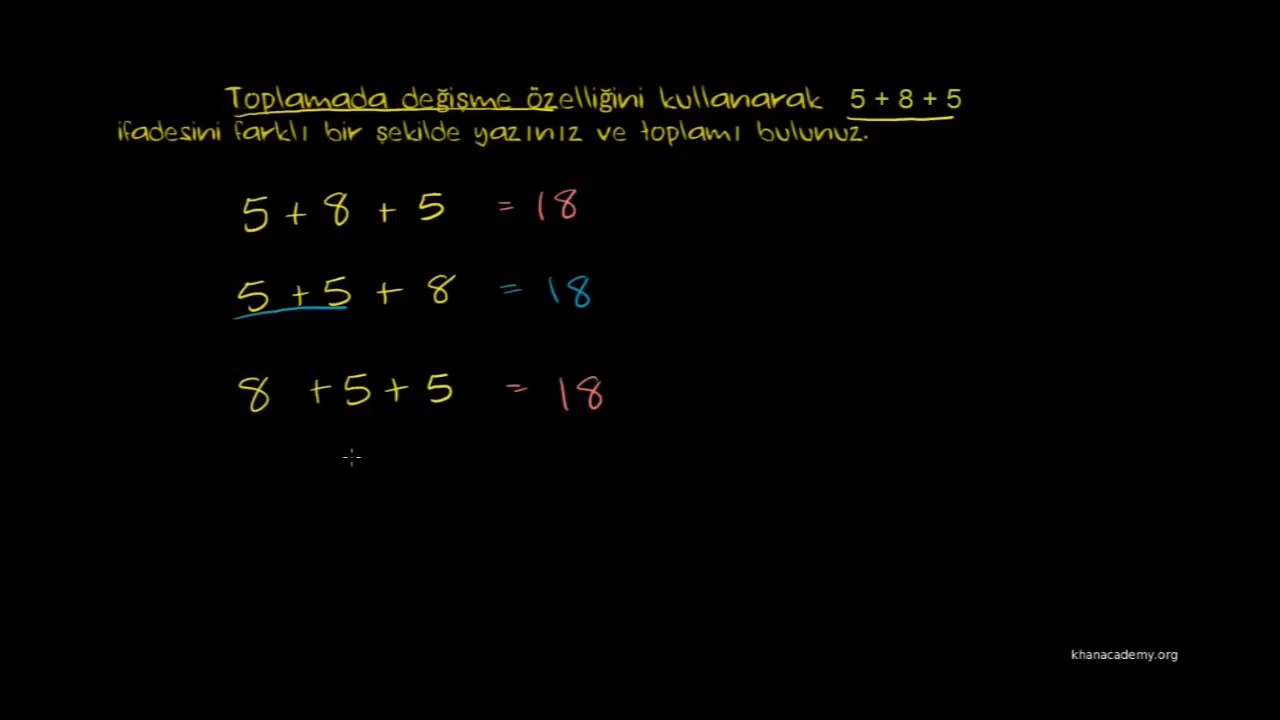 Toplamada değişme özelliğini kullanarak 5 + 8 + 5
ifadesini farklı bir şekilde yazınız ve toplamı bulunuz.
5 + 8 + 5 = 18
5 + 5 + 8 = 18
8 + 5 + 5 = 18
khanacademy.org